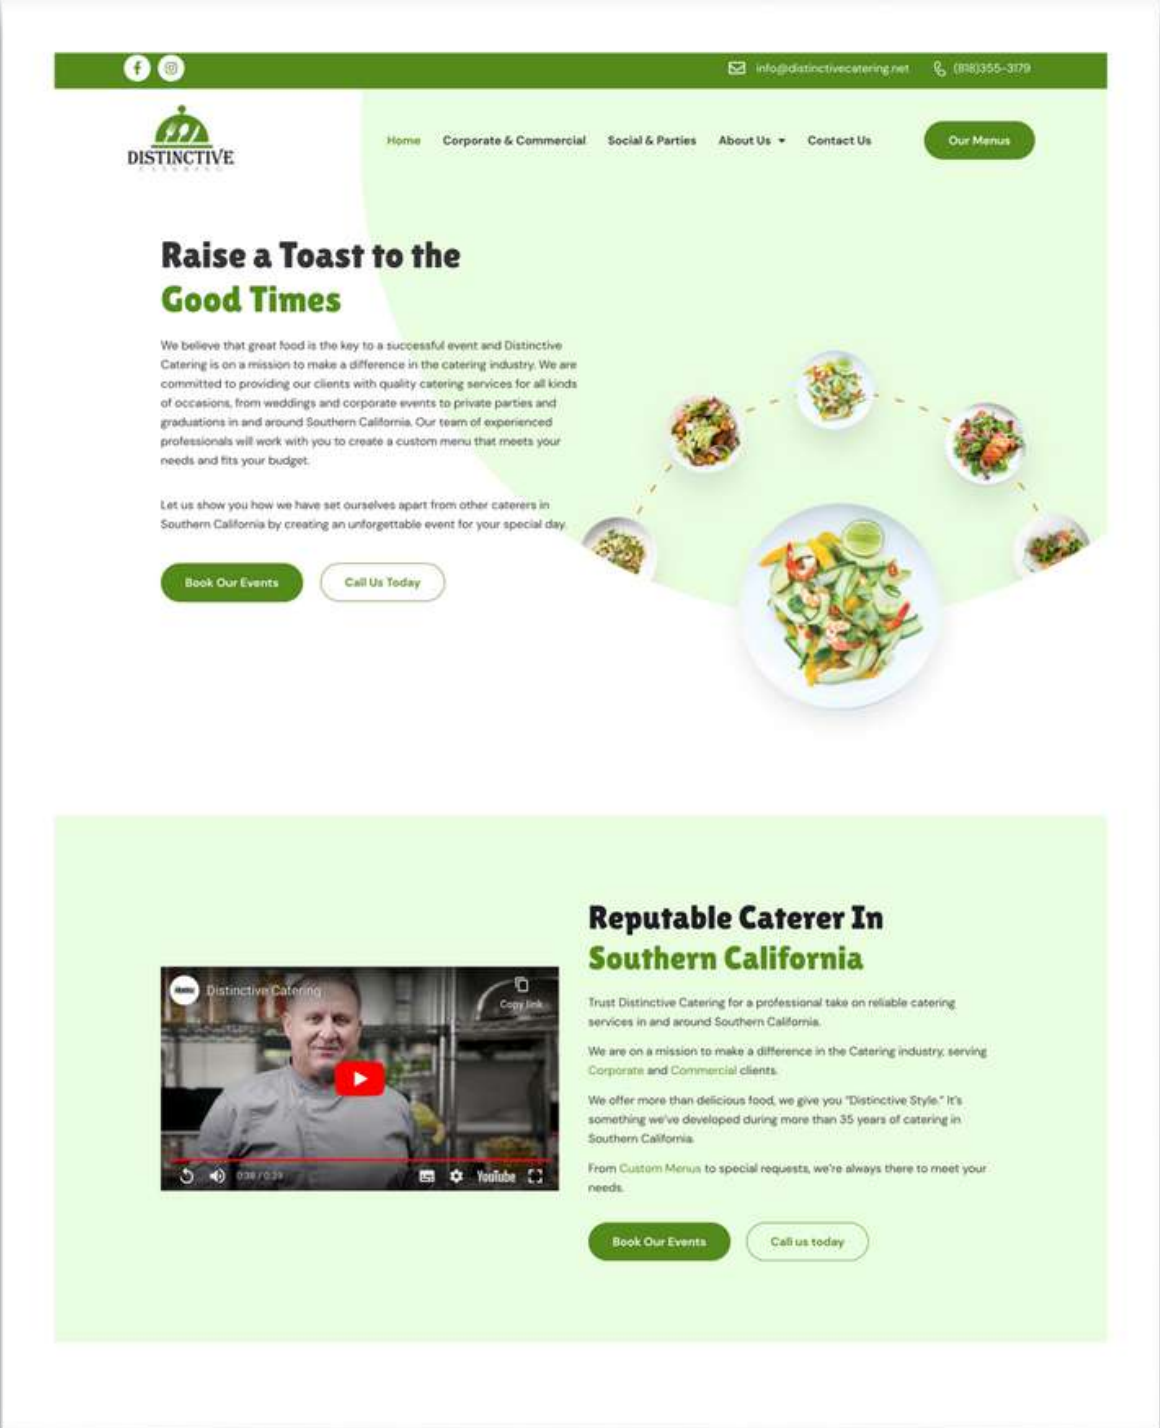 info@distinctivecatering.net (818)355-3179
DISTINCTIVE
Home Corporate & Commercial Social & Parties About Us Contact Us Our Menus
Raise a Toast to the
Good Times
We believe that great food is the key to a successful event and Distinctive
Catering is on a mission to make a difference in the catering industry. We are
committed to providing our clients with quality catering services for all kinds
of occasions, from weddings and corporate events to private parties and
graduations in and around Southern California. Our team of experienced
professionals will work with you to create a custom menu that meets your
needs and fits your budget.
Let us show you how we have set ourselves apart from other caterers in
Southern California by creating an unforgettable event for your special day.
Book Our Events Call Us Today
Reputable Caterer In
Southern California
Distinctive Catering
Copy link
YouTube
Trust Distinctive Catering for a professional take on reliable catering
services in and around Southern California.
We are on a mission to make a difference in the Catering industry, serving
Corporate and Commercial clients.
We offer more than delicious food, we give you "Distinctive Style." It's
something we've developed during more than 35 years of catering in
Southern California.
From Custom Menus to special requests, we're always there to meet your
needs.
Book Our Events Call us today